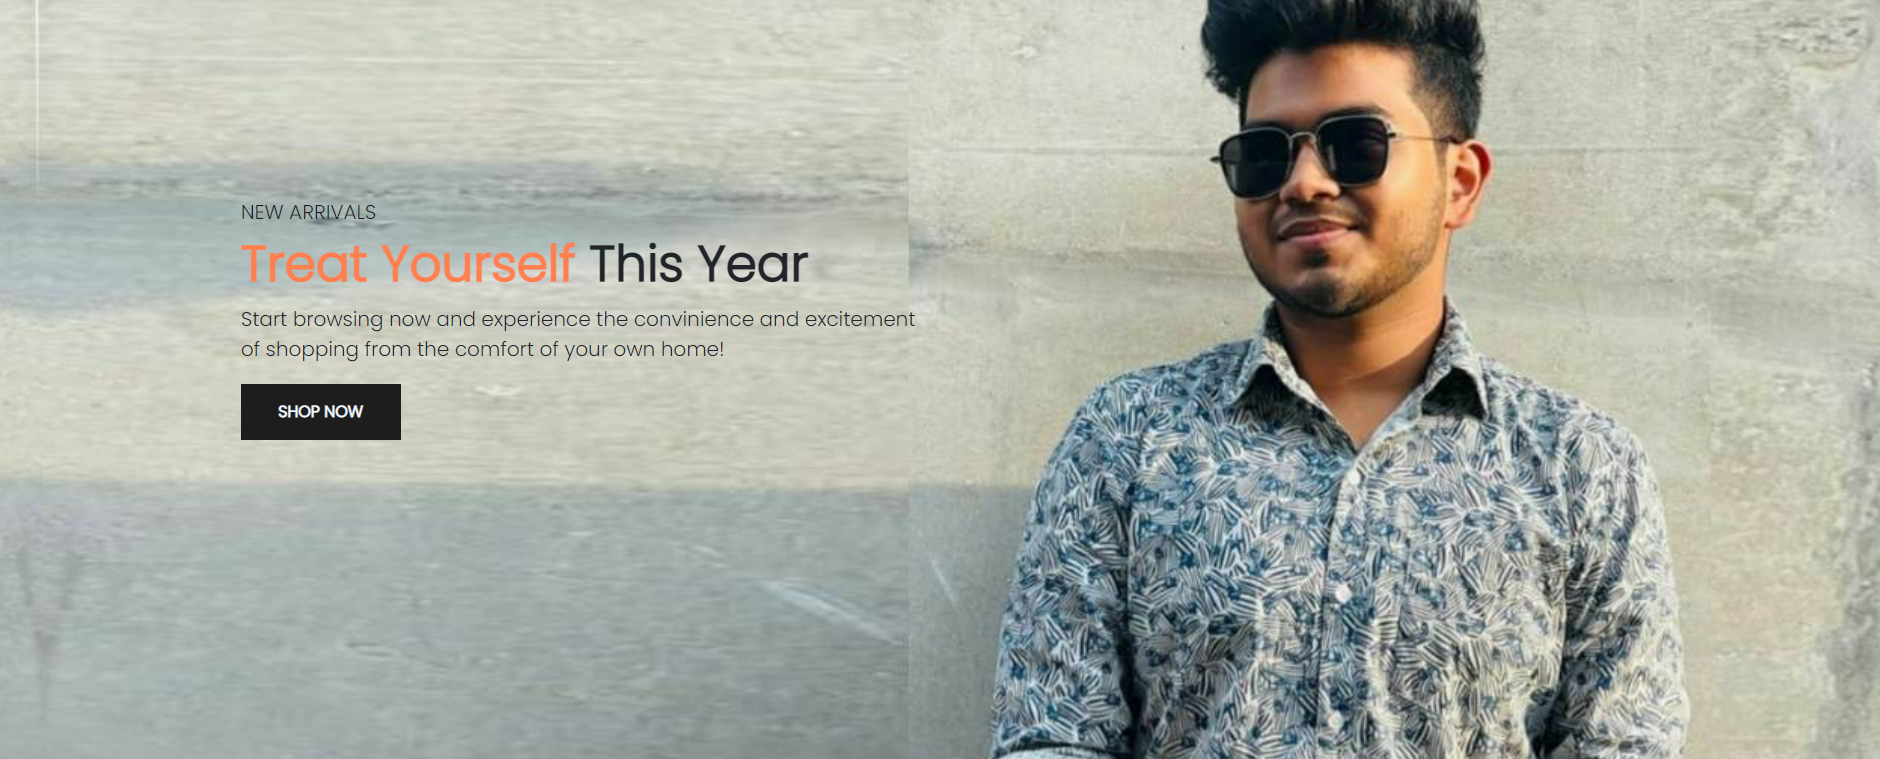 NEW ARRIVALS
Treat Yourself This Year
Start browsing now and experience the convinience and excitement
of shopping from the comfort of your own home!
SHOP NOW